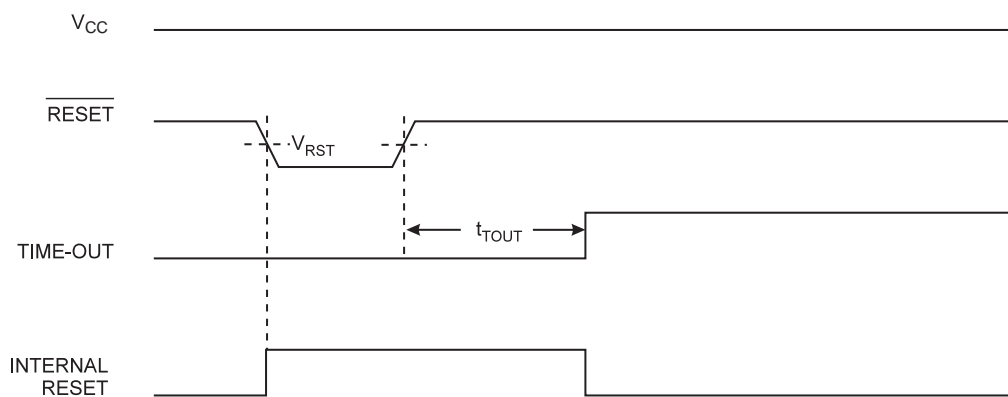 VCC
RESET
VRST
tTOUT
TIME-OUT
INTERNAL
RESET